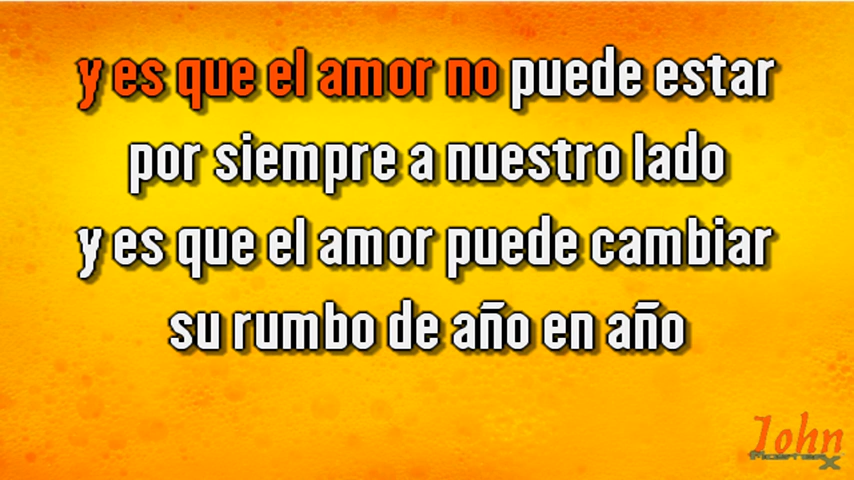 y es que el amor no puede estar
por siempre a nuestro lado
y es que el amor puede cambiar
su rumbo de año en año
John